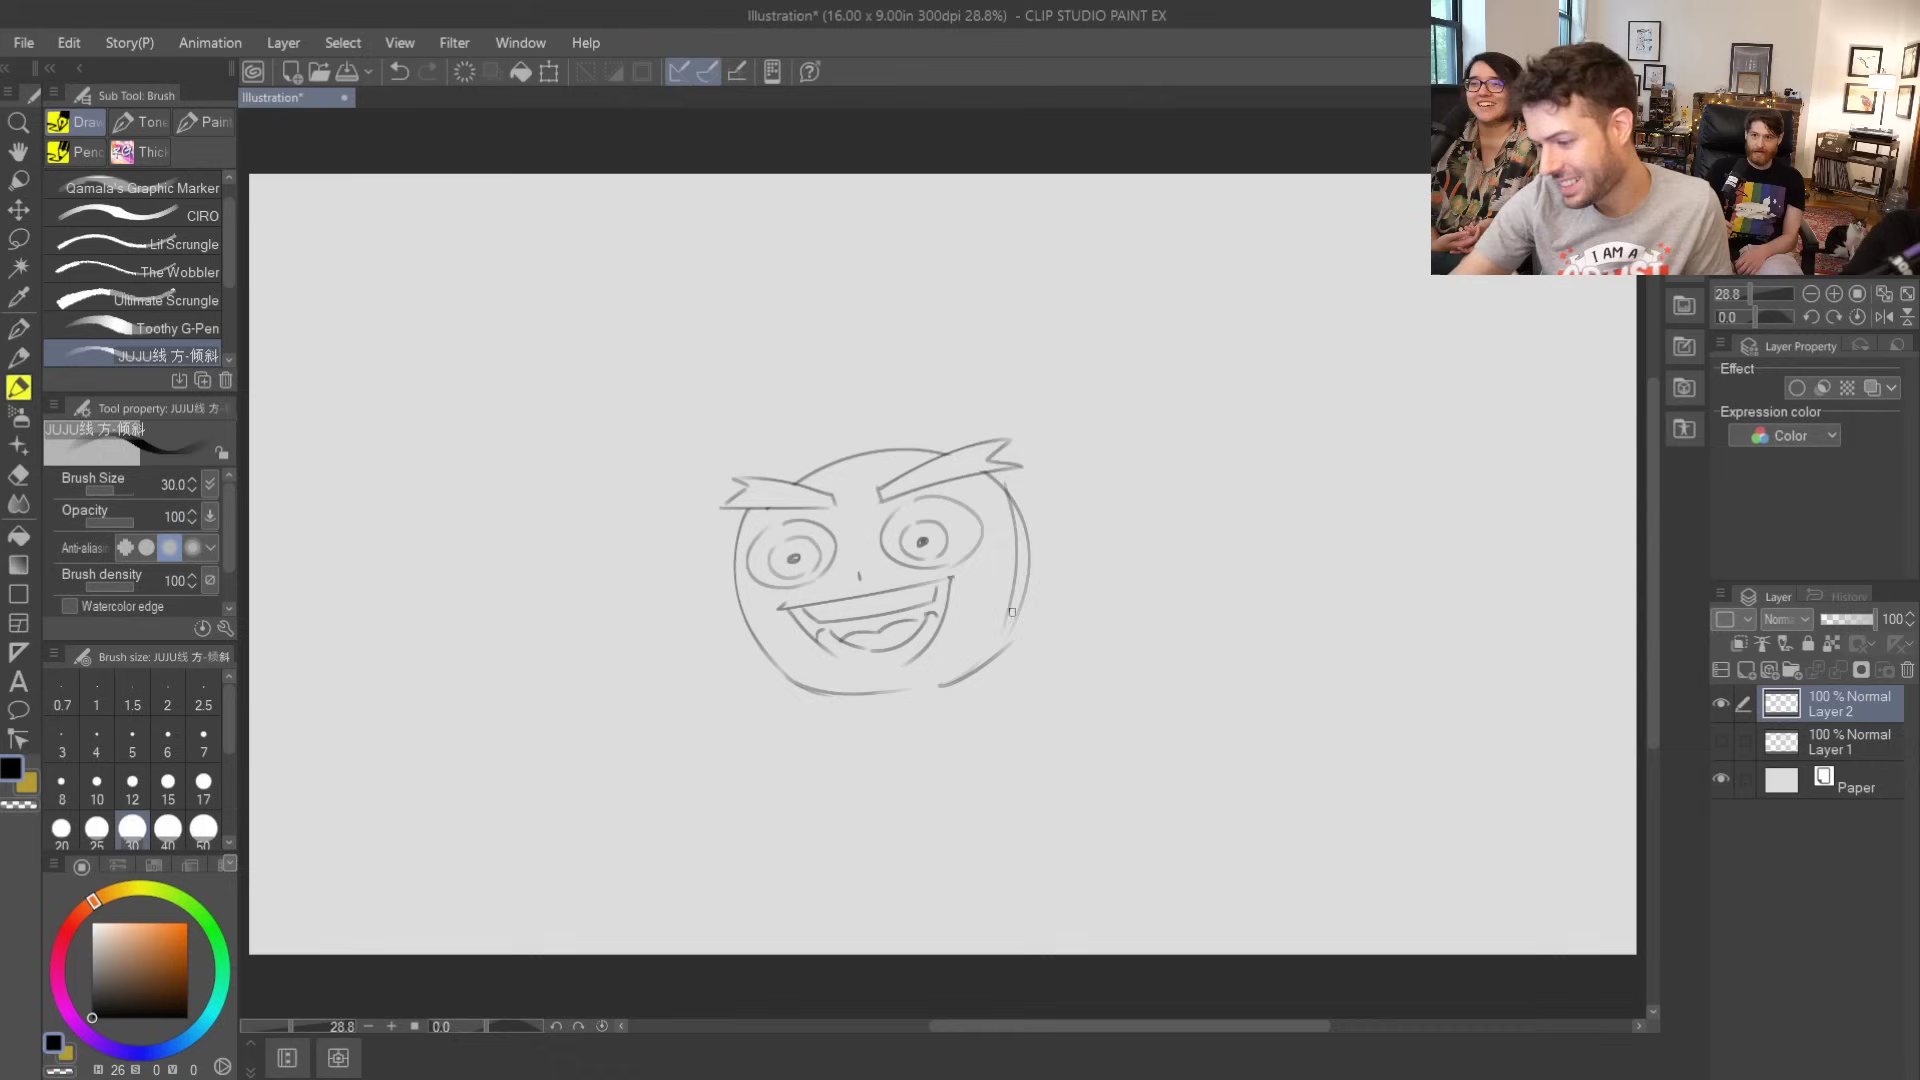 Illustration* (16.00 x 9.00in 300dpi 28.8%) - CLIP STUDIO PAINT EX
File Edit Story(P) Animation Layer Select View Filter Window Help
Sub Tool: Brush
Illustration*
Draw Tone Paint
Penc Thick
Qamala's Graphic Marker
CIRO
Lil Scrungle
The Wobbler
Ultimate Scrungle
Toothy G-Pen
JUJU线 方-倾斜
Tool property: JUJU线 方-
JUJU线 方-倾斜
Brush Size 30.0
Opacity 100
Anti-alias
Brush density 100
Watercolor edge
Brush size: JUJU线 方-倾斜
0.7 1 1.5 2 2.5
3 4 5 6 7
8 10 12 15 17
20 25 30 40 50
H 26 S 0 V 0
28.8 0.0
I AM A
28.8
0.0
Layer Property
Effect
Expression color
Color
Layer History
Norma 100
100 % Normal
Layer 2
100 % Normal
Layer 1
Paper